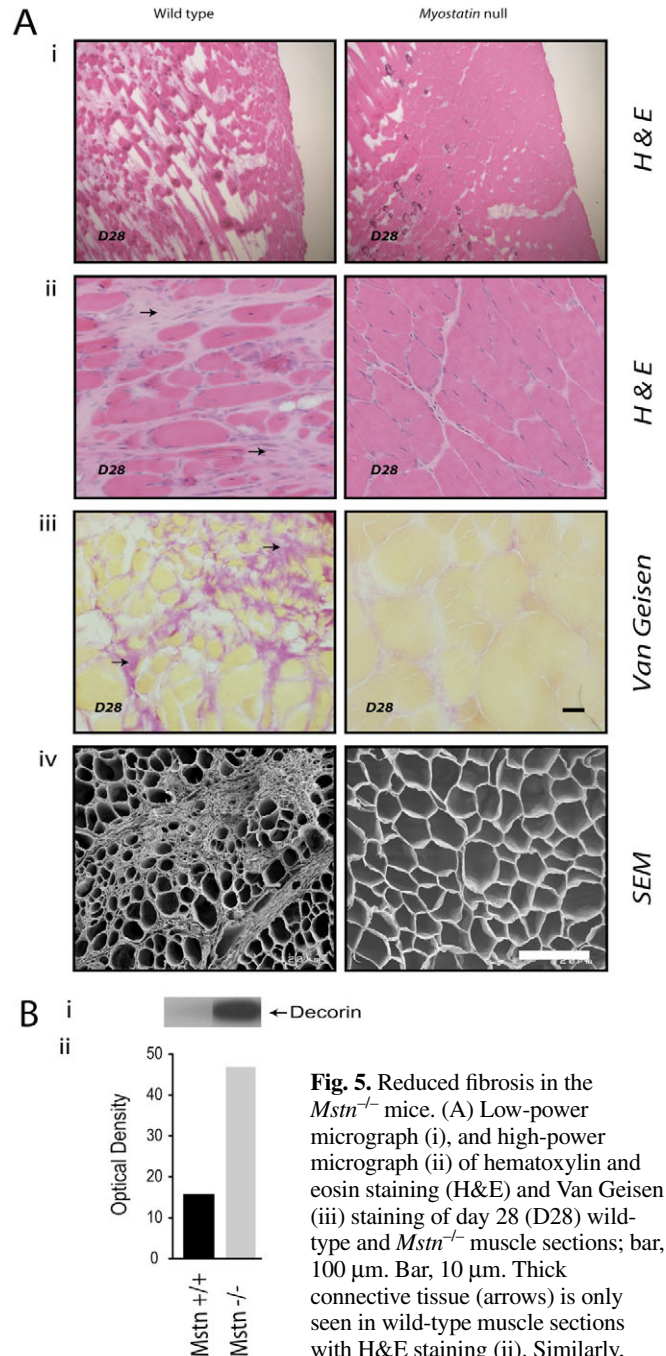 A
Wild type
Myostatin null
i
D28
D28
H & E
ii
D28
D28
H & E
iii
D28
D28
Van Geisen
iv
SEM
B
i
←Decorin
ii
Optical Density
50
40
30
20
10
0
Mstn +/+
Mstn -/-
Fig. 5. Reduced fibrosis in the
Mstn–/– mice. (A) Low-power
micrograph (i), and high-power
micrograph (ii) of hematoxylin and
eosin staining (H&E) and Van Geisen
(iii) staining of day 28 (D28) wild-
type and Mstn–/– muscle sections; bar,
100 μm. Bar, 10 μm. Thick
connective tissue (arrows) is only
seen in wild-type muscle sections
with H&E staining (ii). Similarly,